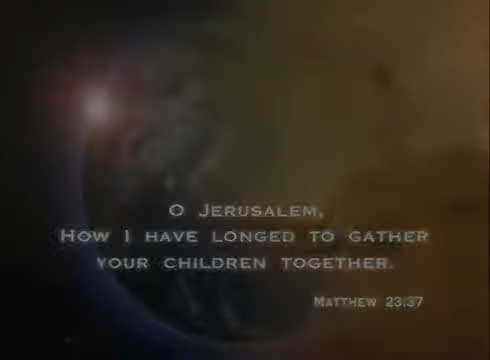 O Jerusalem,
How I have longed to gather
your children together.
Matthew 23:37